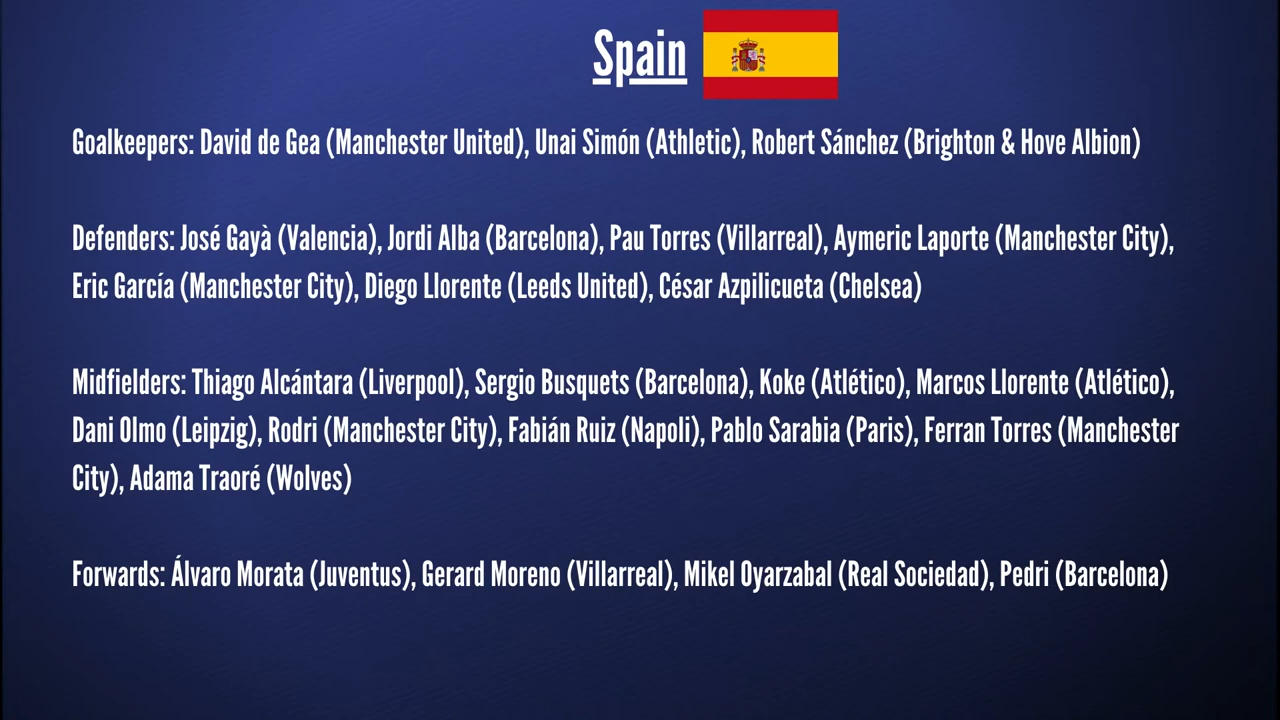 Spain
Goalkeepers: David de Gea (Manchester United), Unai Simón (Athletic), Robert Sánchez (Brighton & Hove Albion)
Defenders: José Gayà (Valencia), Jordi Alba (Barcelona), Pau Torres (Villarreal), Aymeric Laporte (Manchester City),
Eric García (Manchester City), Diego Llorente (Leeds United), César Azpilicueta (Chelsea)
Midfielders: Thiago Alcántara (Liverpool), Sergio Busquets (Barcelona), Koke (Atlético), Marcos Llorente (Atlético),
Dani Olmo (Leipzig), Rodri (Manchester City), Fabián Ruiz (Napoli), Pablo Sarabia (Paris), Ferran Torres (Manchester
City), Adama Traoré (Wolves)
Forwards: Álvaro Morata (Juventus), Gerard Moreno (Villarreal), Mikel Oyarzabal (Real Sociedad), Pedri (Barcelona)